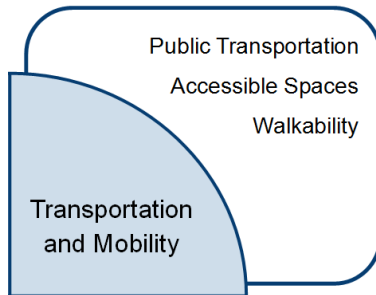 Public Transportation
Accessible Spaces
Walkability
Transportation
and Mobility